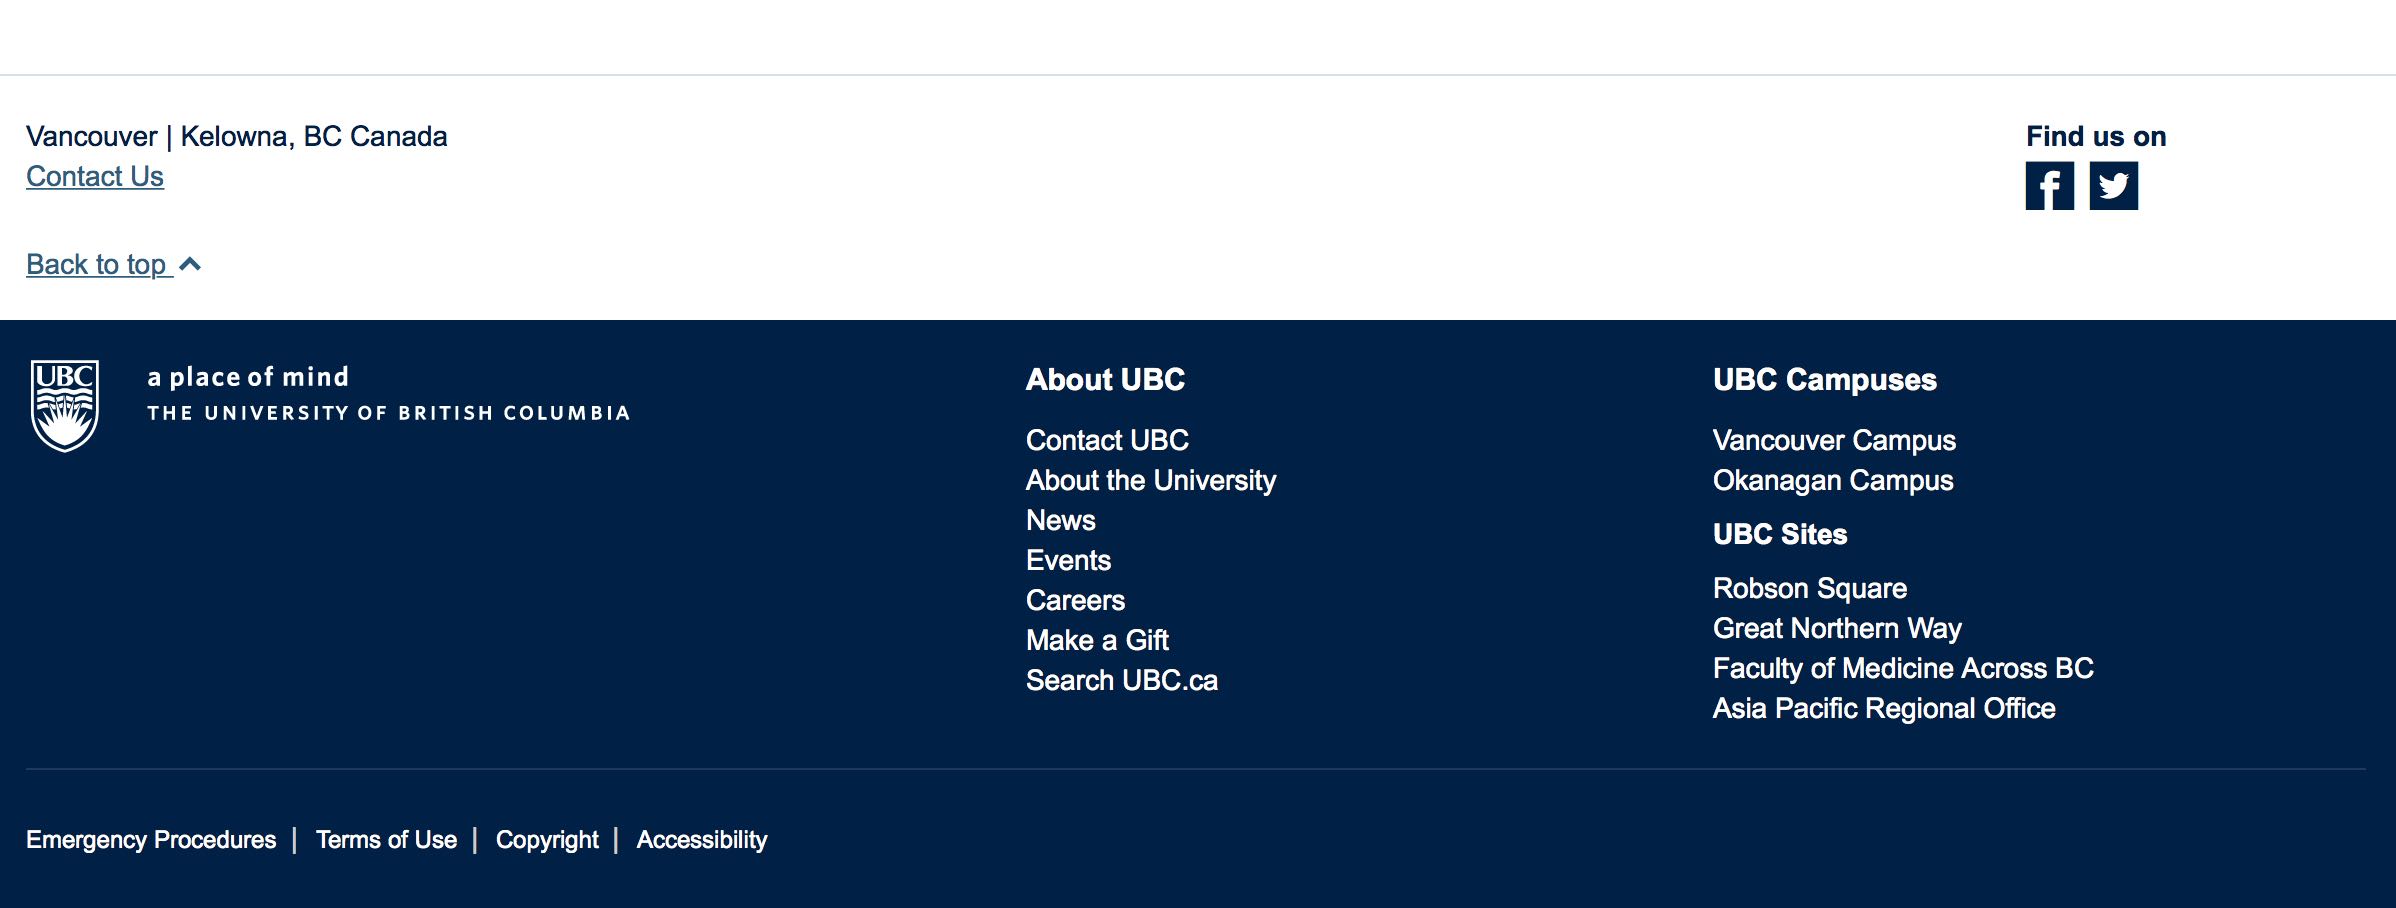 Vancouver | Kelowna, BC Canada
Contact Us
Back to top
Find us on
UBC
a place of mind
THE UNIVERSITY OF BRITISH COLUMBIA
About UBC
Contact UBC
About the University
News
Events
Careers
Make a Gift
Search UBC.ca
UBC Campuses
Vancouver Campus
Okanagan Campus
UBC Sites
Robson Square
Great Northern Way
Faculty of Medicine Across BC
Asia Pacific Regional Office
Emergency Procedures | Terms of Use | Copyright | Accessibility